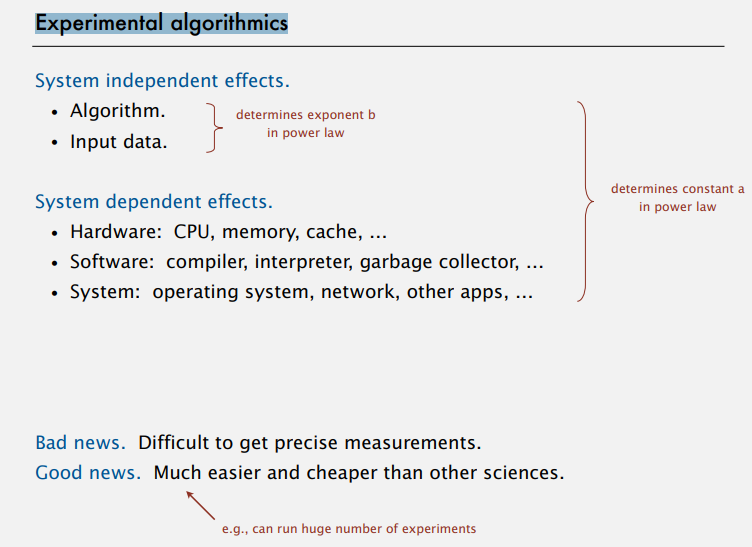 Experimental algorithmics
System independent effects.
• Algorithm.
• Input data.
determines exponent b
in power law
determines constant a
in power law
System dependent effects.
• Hardware:  CPU, memory, cache, …
• Software:  compiler, interpreter, garbage collector, …
• System:  operating system, network, other apps, …
Bad news.  Difficult to get precise measurements.
Good news.  Much easier and cheaper than other sciences.
e.g., can run huge number of experiments